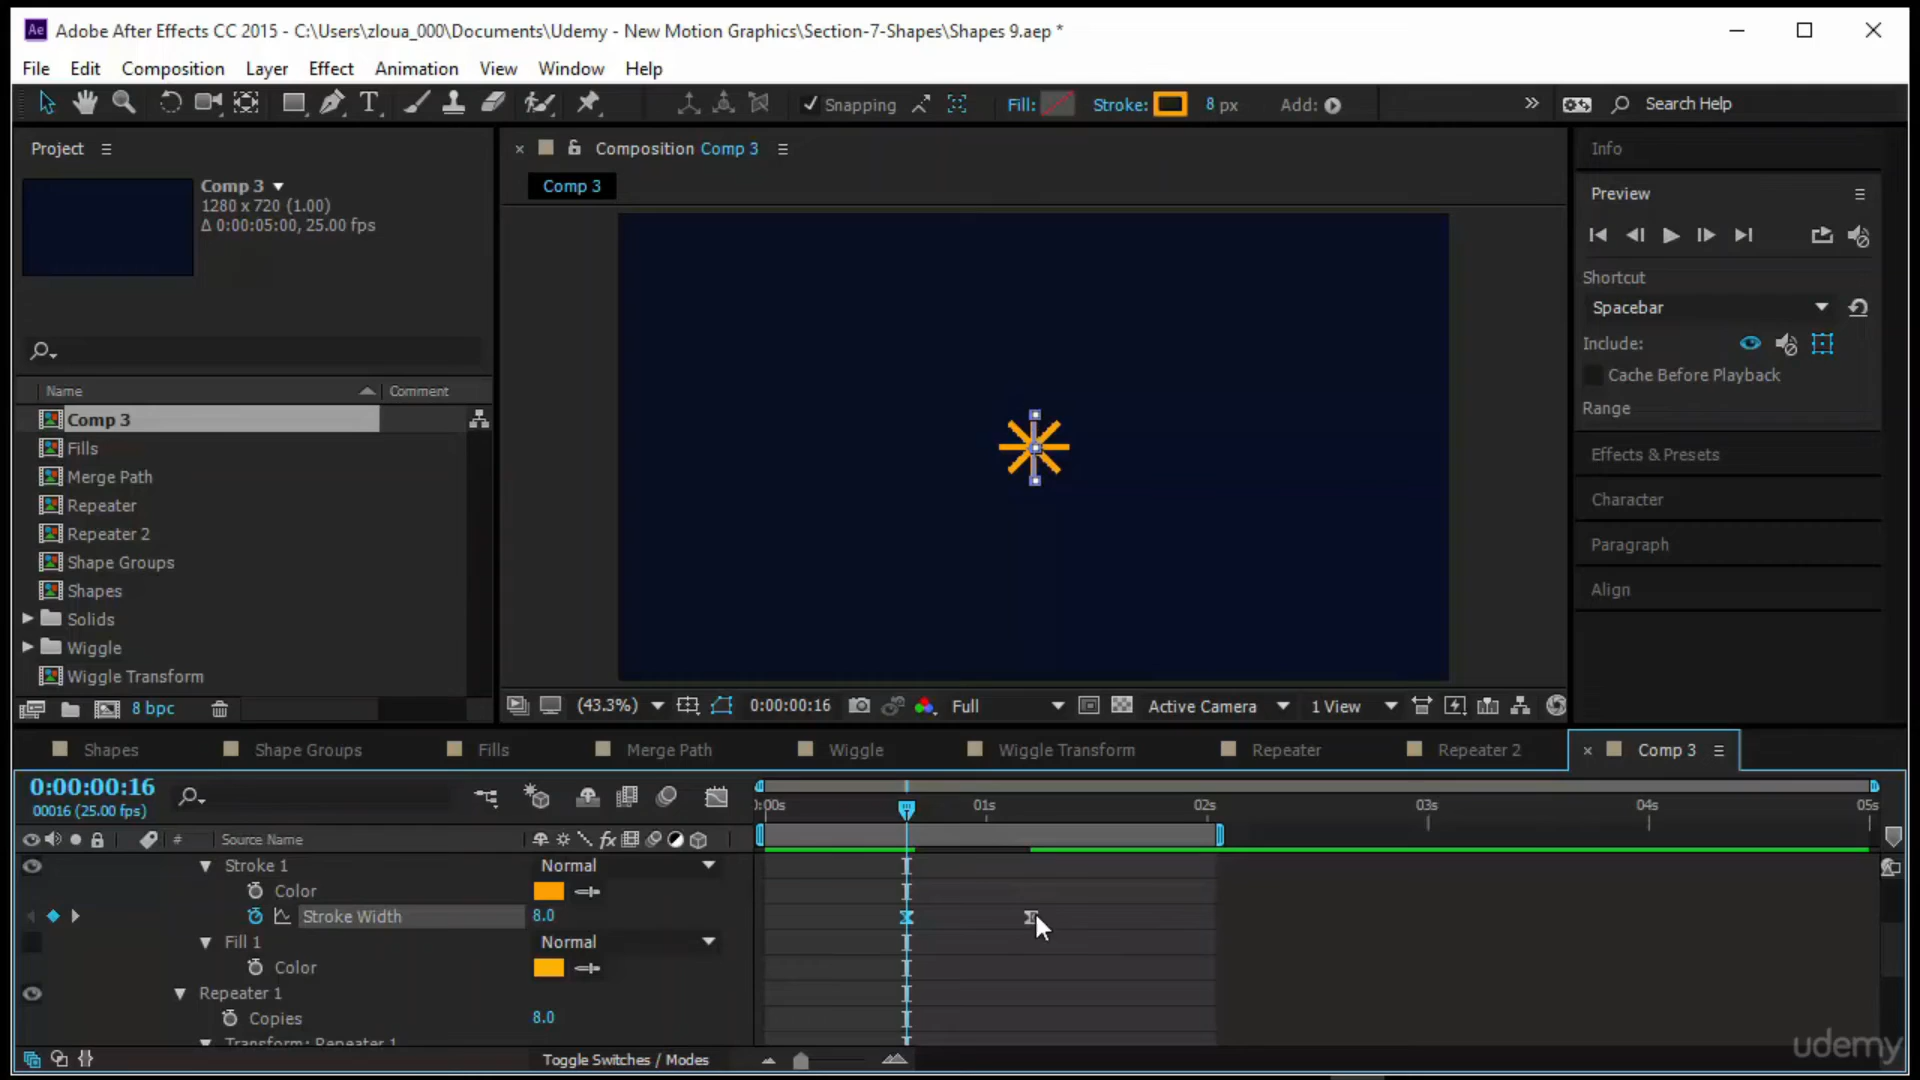 Ae Adobe After Effects CC 2015 - C:\Users\zloua_000\Documents\Udemy - New Motion Graphics\Section-7-Shapes\Shapes 9.aep *
File Edit Composition Layer Effect Animation View Window Help
T Snapping Fill: Stroke: 8 px Add: Search Help
Project
Comp 3
1280 x 720 (1.00)
Δ 0:00:05:00, 25.00 fps
Name Comment
Comp 3
Fills
Merge Path
Repeater
Repeater 2
Shape Groups
Shapes
Solids
Wiggle
Wiggle Transform
8 bpc
Composition Comp 3
Comp 3
(43.3%) 0:00:00:16 Full Active Camera 1 View
Info
Preview
Shortcut
Spacebar
Include:
Cache Before Playback
Range
Effects & Presets
Character
Paragraph
Align
Shapes Shape Groups Fills Merge Path Wiggle Wiggle Transform Repeater Repeater 2 Comp 3
0:00:00:16
00016 (25.00 fps)
0:00s 01s 02s 03s 04s 05s
# Source Name fx
Stroke 1 Normal
Color
Stroke Width 8.0
Fill 1 Normal
Color
Repeater 1
Copies 8.0
Transform: Repeater 1
Toggle Switches / Modes
udemy